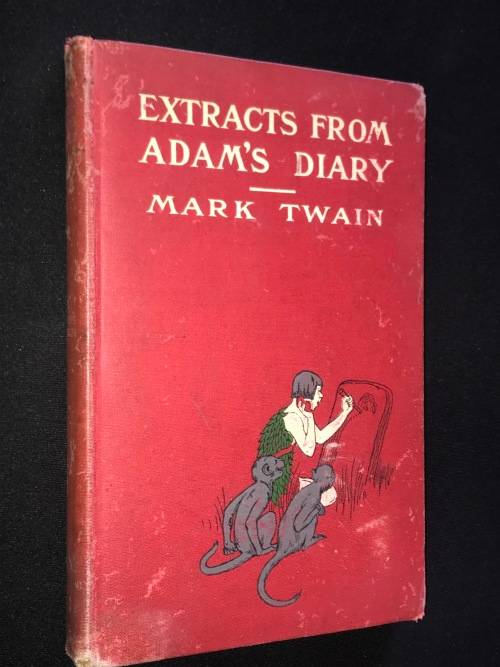 EXTRACTS FROM
ADAM'S DIARY
MARK TWAIN